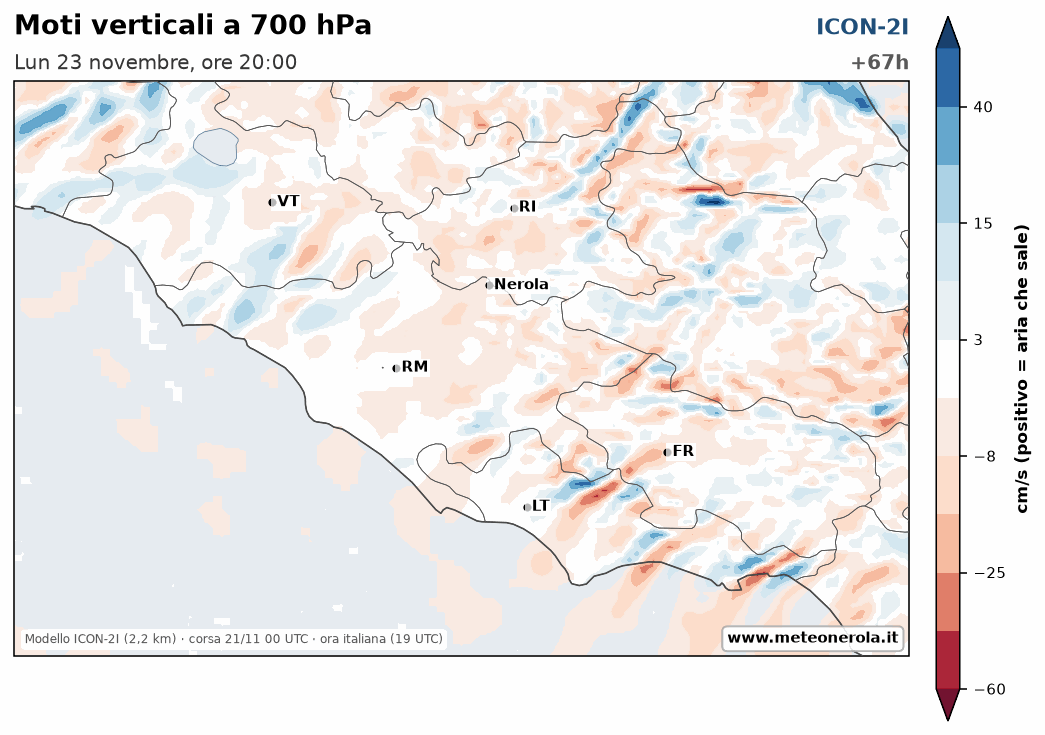 Moti verticali a 700 hPa
ICON-2I
Lun 23 novembre, ore 20:00
+67h
VT
RI
Nerola
RM
FR
LT
Modello ICON-2I (2,2 km) · corsa 21/11 00 UTC · ora italiana (19 UTC)
www.meteonerola.it
40
15
3
−8
−25
−60
cm/s (positivo = aria che sale)